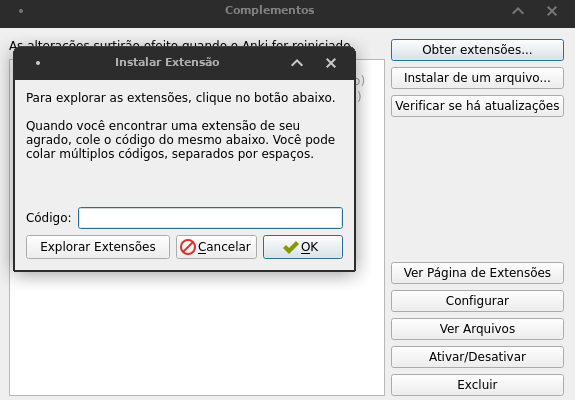 Complementos
As alterações surtirão efeito quando o Anki for reiniciado.
Obter extensões...
Instalar de um arquivo...
Verificar se há atualizações
Instalar Extensão
Para explorar as extensões, clique no botão abaixo.
Quando você encontrar uma extensão de seu
agrado, cole o código do mesmo abaixo. Você pode
colar múltiplos códigos, separados por espaços.
Código:
Explorar Extensões
Cancelar
OK
Ver Página de Extensões
Configurar
Ver Arquivos
Ativar/Desativar
Excluir